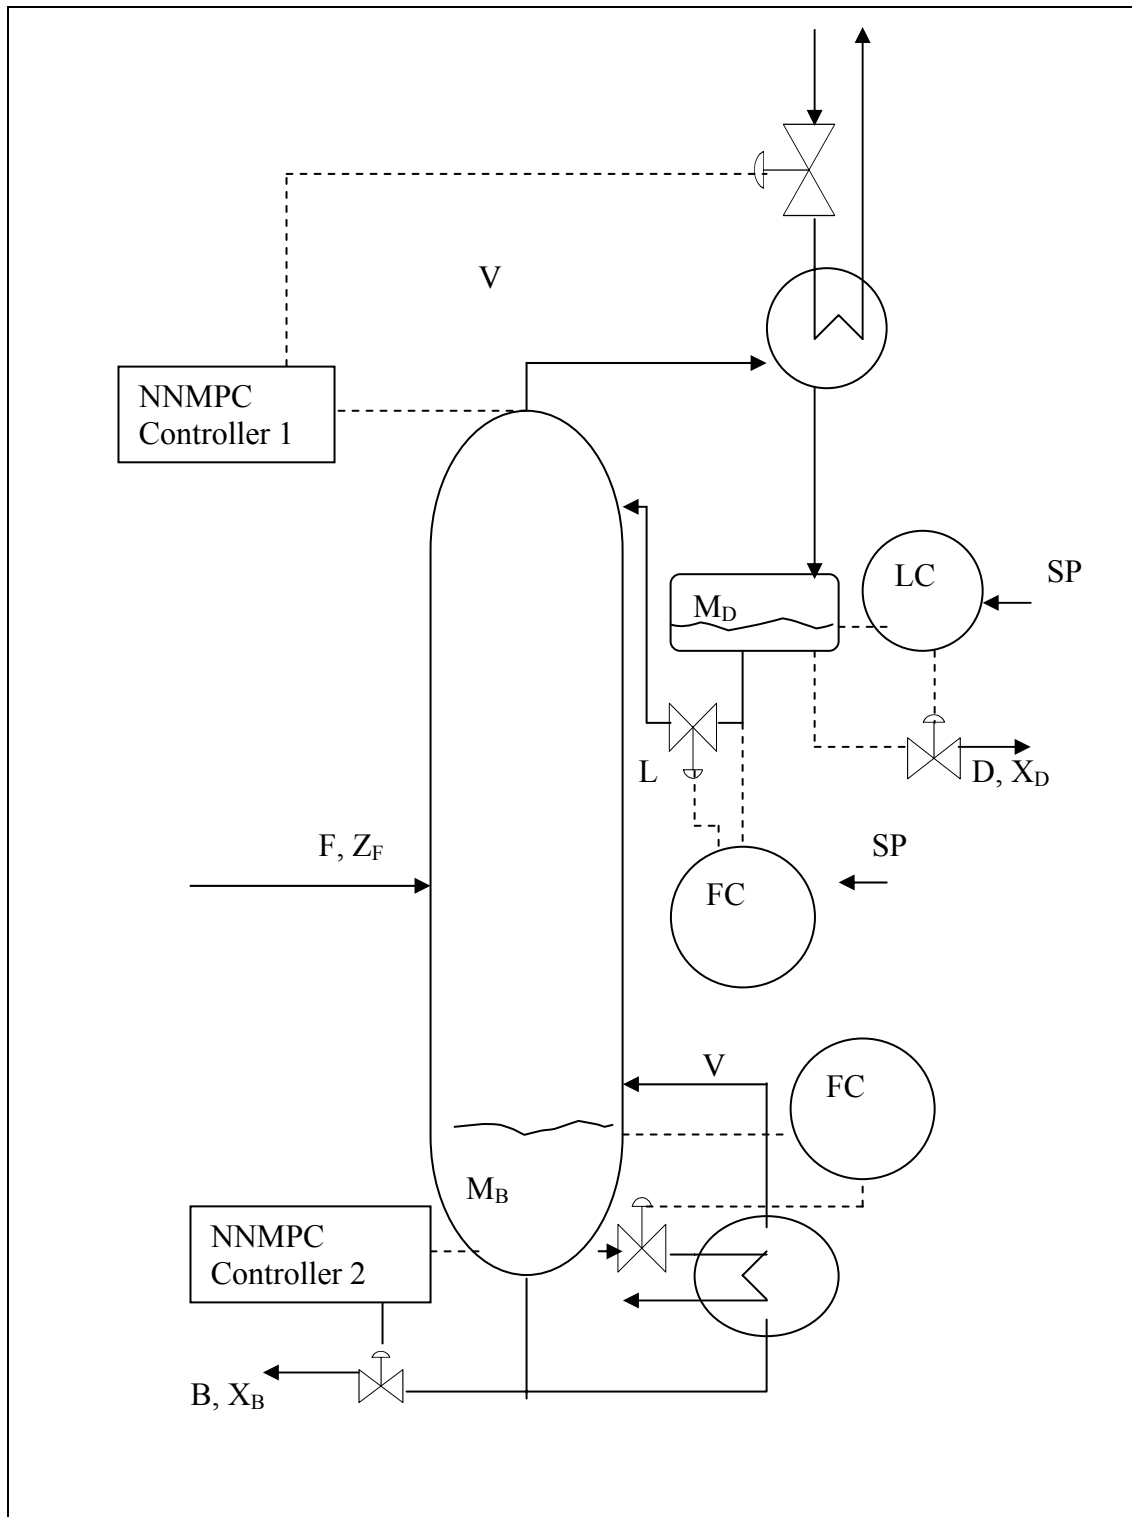 V
NNMPC
Controller 1
LC
SP
M_D
L
D, X_D
F, Z_F
SP
FC
V
FC
M_B
NNMPC
Controller 2
B, X_B